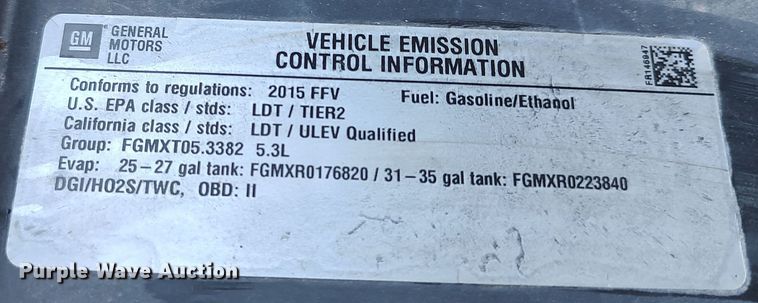 GM
GENERAL
MOTORS
LLC
VEHICLE EMISSION
CONTROL INFORMATION
FR146947
Conforms to regulations: 2015 FFV Fuel: Gasoline/Ethanol
U.S. EPA class / stds: LDT / TIER2
California class / stds: LDT / ULEV Qualified
Group: FGMXT05.3382 5.3L
Evap: 25-27 gal tank: FGMXR0176820 / 31-35 gal tank: FGMXR0223840
DGI/HO2S/TWC, OBD: II
Purple Wave Auction